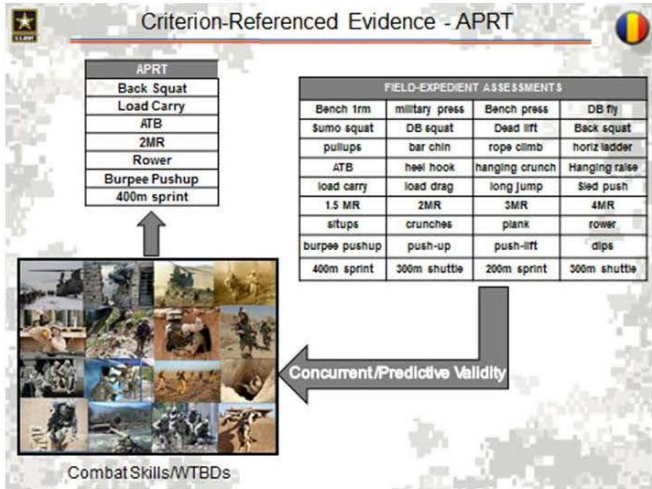 Criterion-Referenced Evidence - APRT
U.S. ARMY
APRT
Back Squat
Load Carry
ATB
2MR
Rower
Burpee Pushup
400m sprint
FIELD-EXPEDIENT ASSESSMENTS
Bench 1rm military press Bench press DB fly
Sumo squat DB squat Dead lift Back squat
pullups bar chin rope climb horiz ladder
ATB heel hook hanging crunch Hanging raise
load carry load drag long jump Sled push
1.5 MR 2MR 3MR 4MR
situps crunches plank rower
burpee pushup push-up push-lift dips
400m sprint 300m shuttle 200m sprint 300m shuttle
Concurrent/Predictive Validity
Combat Skills/WTBDs